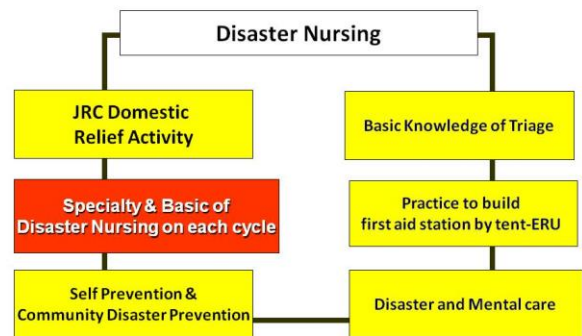 Disaster Nursing
JRC Domestic
Relief Activity
Specialty & Basic of
Disaster Nursing on each cycle
Self Prevention &
Community Disaster Prevention
Basic Knowledge of Triage
Practice to build
first aid station by tent-ERU
Disaster and Mental care